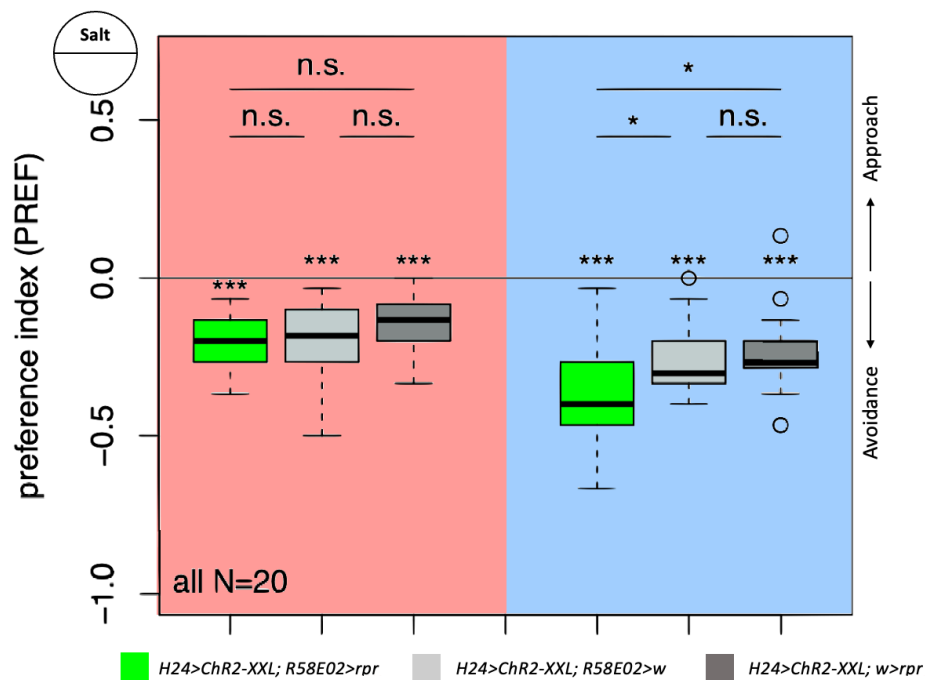 Salt
n.s.
n.s. n.s.
*
* n.s.
*** *** ***
*** *** ***
preference index (PREF)
0.5
0.0
−0.5
−1.0
Approach
Avoidance
all N=20
H24>ChR2-XXL; R58E02>rpr
H24>ChR2-XXL; R58E02>w
H24>ChR2-XXL; w>rpr